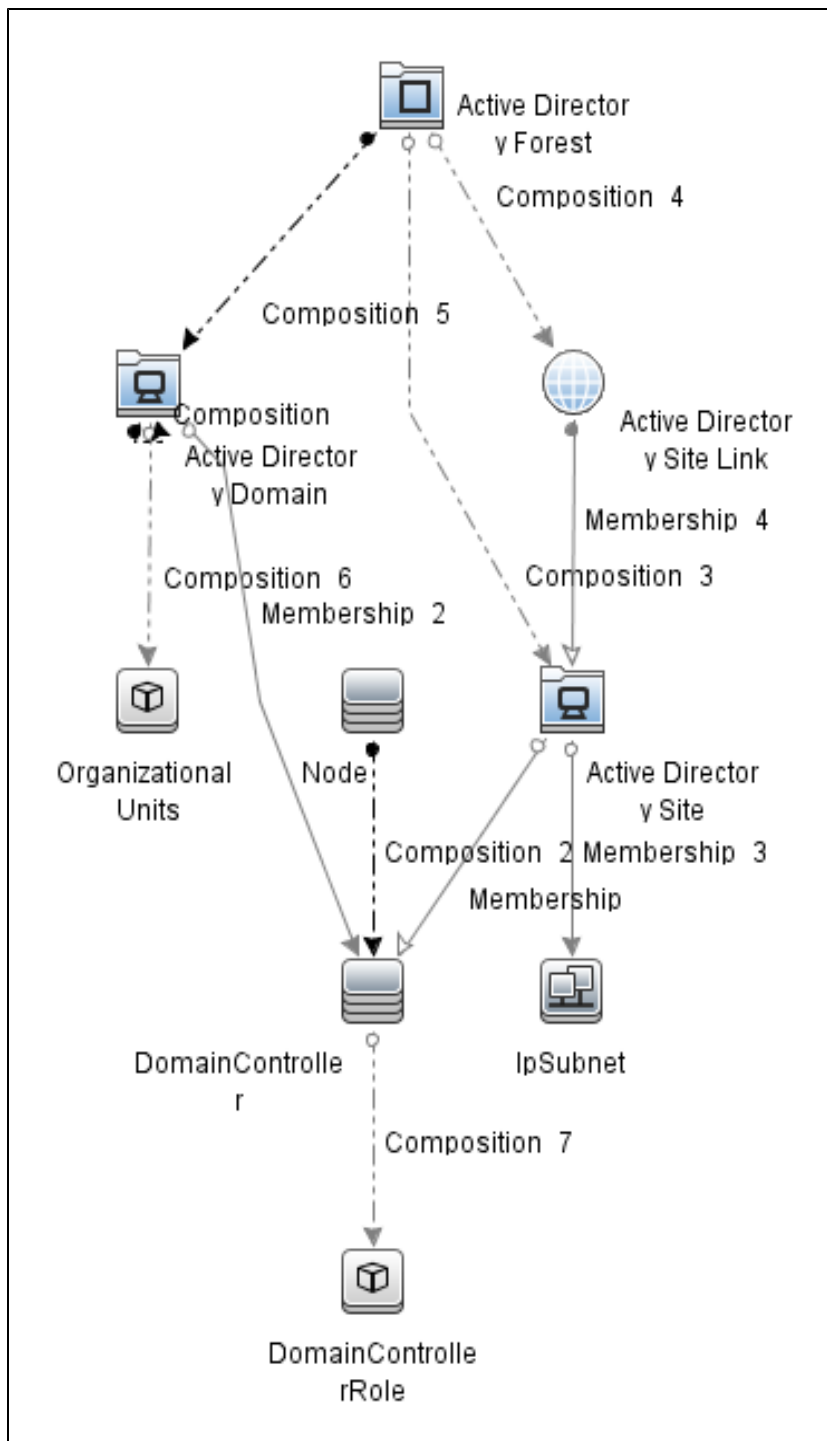 Active Director
y Forest
Composition 4
Composition 5
Composition
Active Director
y Domain
Active Director
y Site Link
Membership 4
Composition 6
Composition 3
Membership 2
Organizational
Units
Node
Active Director
y Site
Composition 2
Membership 3
Membership
DomainControlle
r
IpSubnet
Composition 7
DomainControlle
rRole